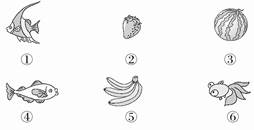 ① ② ③
④ ⑤ ⑥